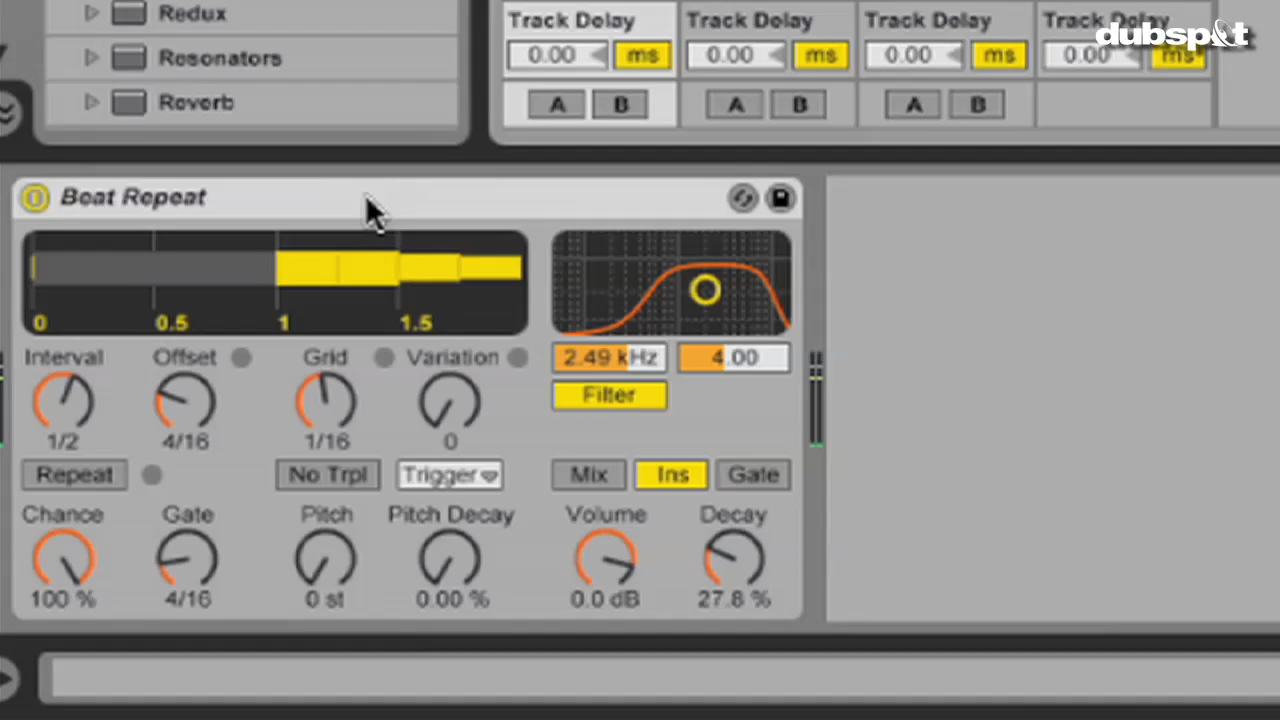 Redux
Resonators
Reverb
Track Delay Track Delay Track Delay Track Delay
0.00 ms 0.00 ms 0.00 ms 0.00 ms
A B A B A B
dubspot
Beat Repeat
0 0.5 1 1.5
Interval Offset Grid Variation
1/2 4/16 1/16 0
2.49 kHz 4.00
Filter
Repeat No Trpl Trigger Mix Ins Gate
Chance Gate Pitch Pitch Decay Volume Decay
100 % 4/16 0 st 0.00 % 0.0 dB 27.8 %